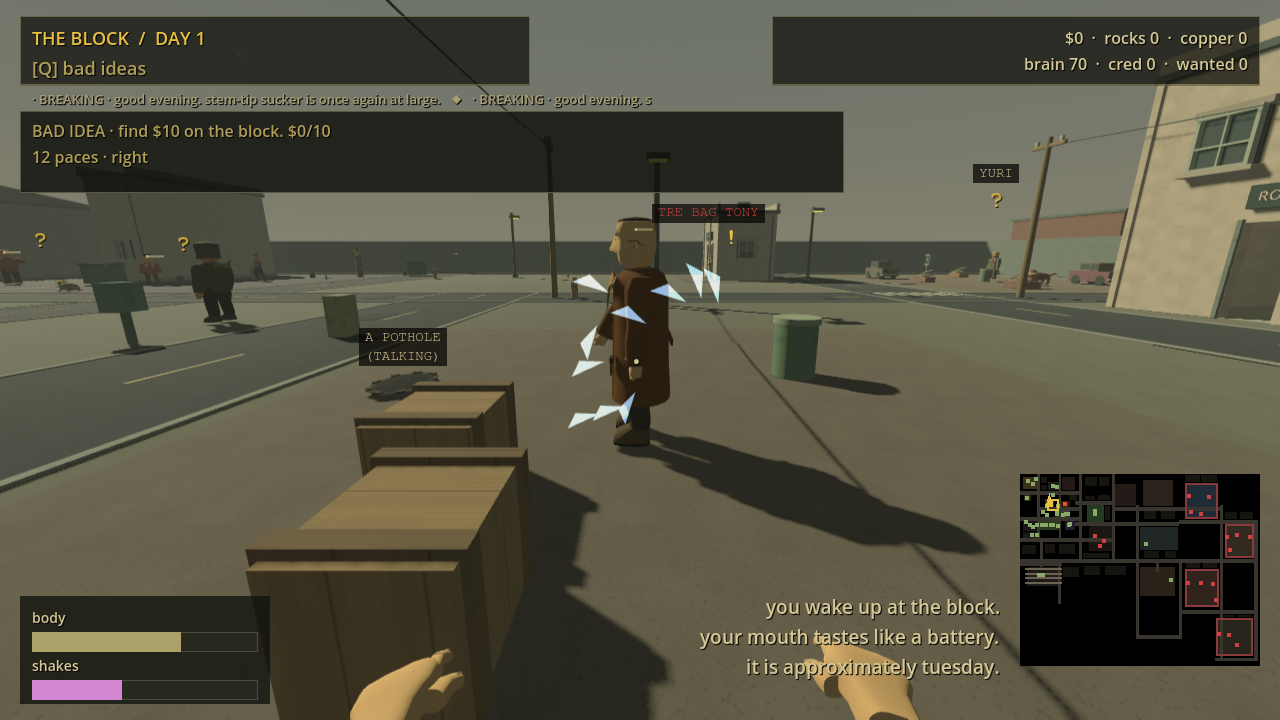 THE BLOCK / DAY 1
[Q] bad ideas
$0 · rocks 0 · copper 0
brain 70 · cred 0 · wanted 0
· BREAKING · good evening. stem-tip sucker is once again at large. ◆ · BREAKING · good evening. s
BAD IDEA · find $10 on the block. $0/10
12 paces · right
YURI
?
TRE BAG TONY
!
?
?
RO
A POTHOLE
(TALKING)
you wake up at the block.
your mouth tastes like a battery.
it is approximately tuesday.
body
shakes